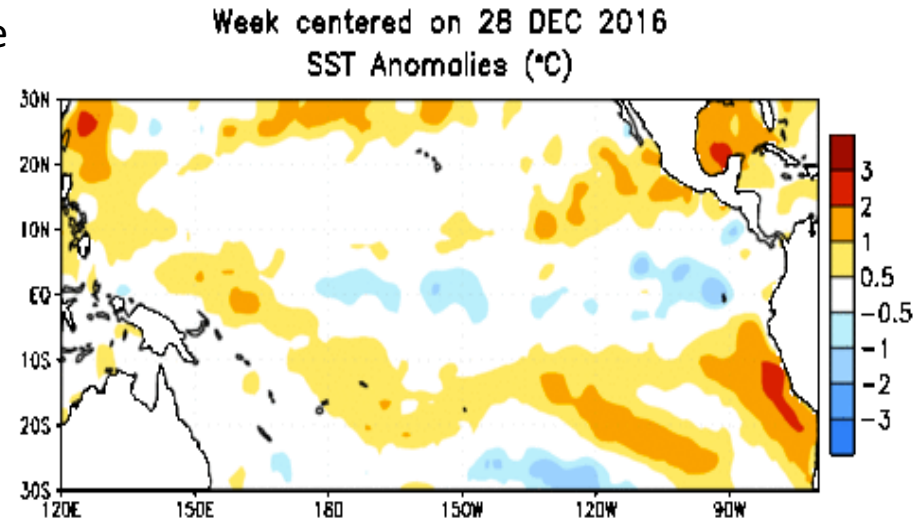 e
Week centered on 28 DEC 2016
SST Anomalies (°C)
30N
20N
10N
EQ
10S
20S
30S
120E 150E 180 150W 120W 90W
3
2
1
0.5
-0.5
-1
-2
-3